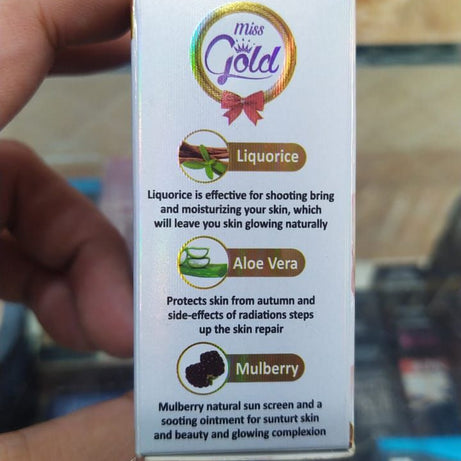 miss
Gold
Liquorice
Liquorice is effective for shooting bring
and moisturizing your skin, which
will leave you skin glowing naturally
Aloe Vera
Protects skin from autumn and
side-effects of radiations steps
up the skin repair
Mulberry
Mulberry natural sun screen and a
sooting ointment for sunturt skin
and beauty and glowing complexion